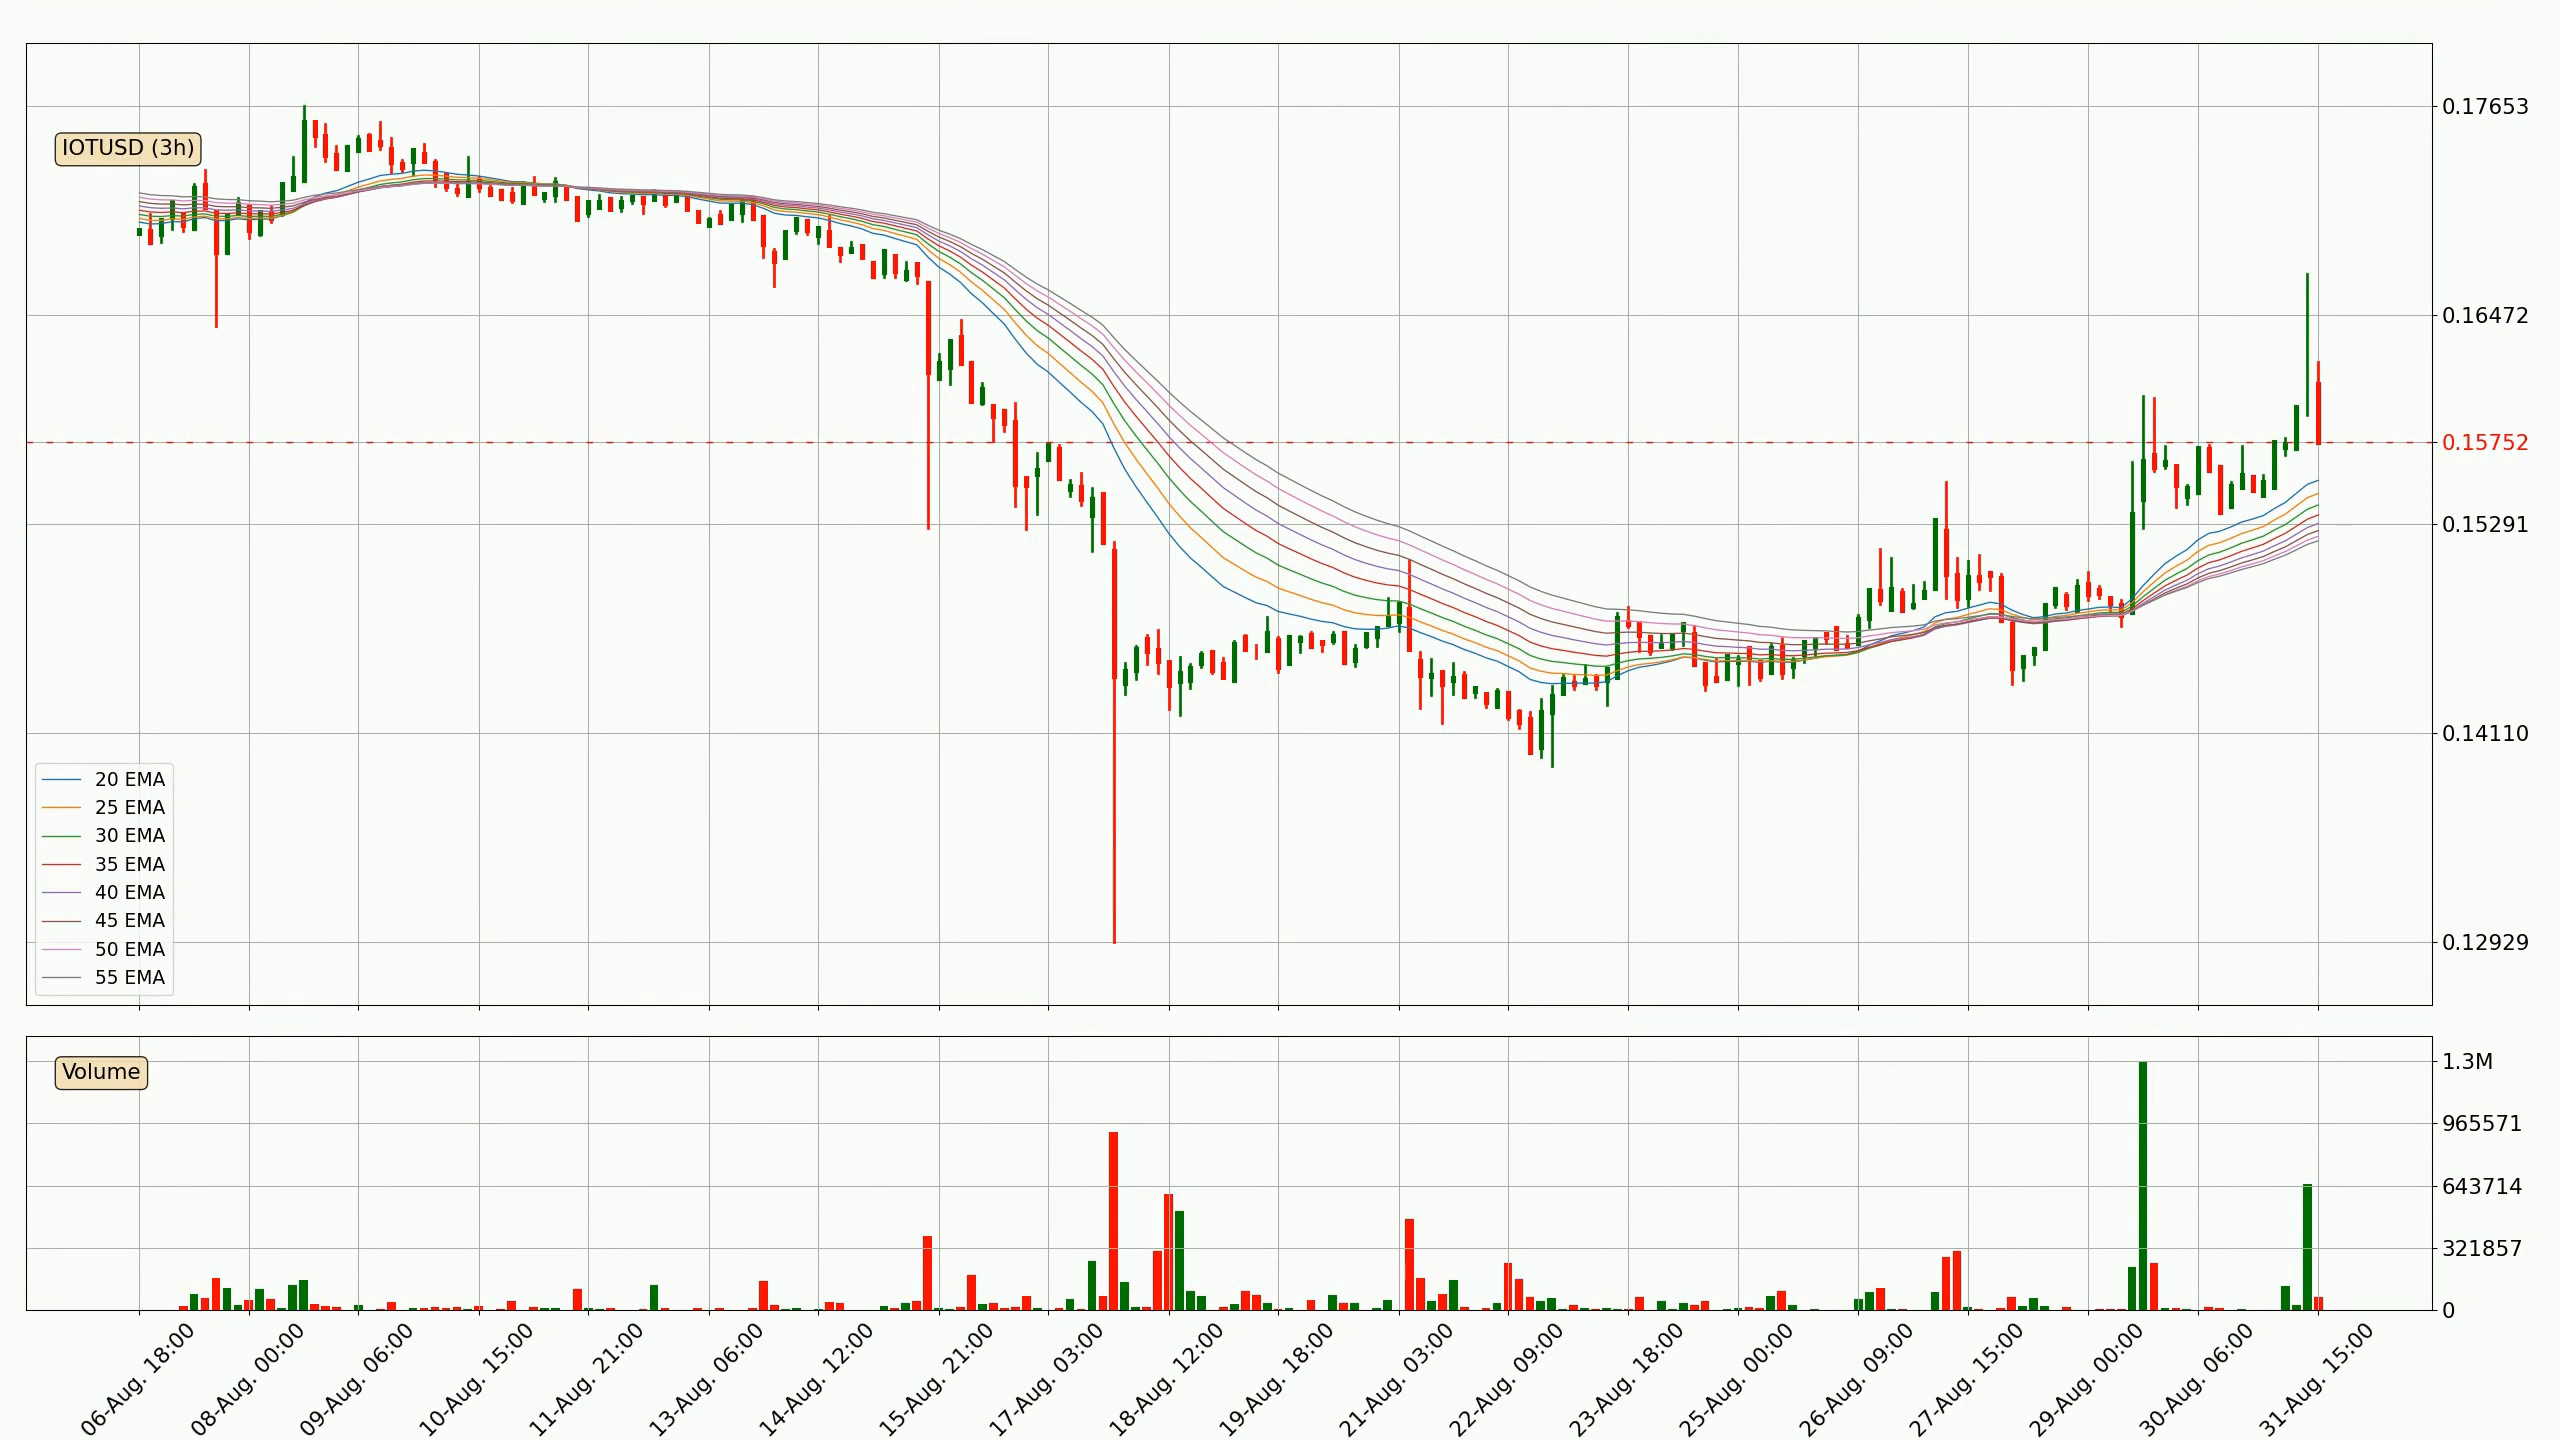 0.17653
IOTUSD (3h)
0.16472
0.15752
0.15291
0.14110
0.12929
20 EMA
25 EMA
30 EMA
35 EMA
40 EMA
45 EMA
50 EMA
55 EMA
Volume
1.3M
965571
643714
321857
0
06-Aug. 18:00
08-Aug. 00:00
09-Aug. 06:00
10-Aug. 15:00
11-Aug. 21:00
13-Aug. 06:00
14-Aug. 12:00
15-Aug. 21:00
17-Aug. 03:00
18-Aug. 12:00
19-Aug. 18:00
21-Aug. 03:00
22-Aug. 09:00
23-Aug. 18:00
25-Aug. 00:00
26-Aug. 09:00
27-Aug. 15:00
29-Aug. 00:00
30-Aug. 06:00
31-Aug. 15:00